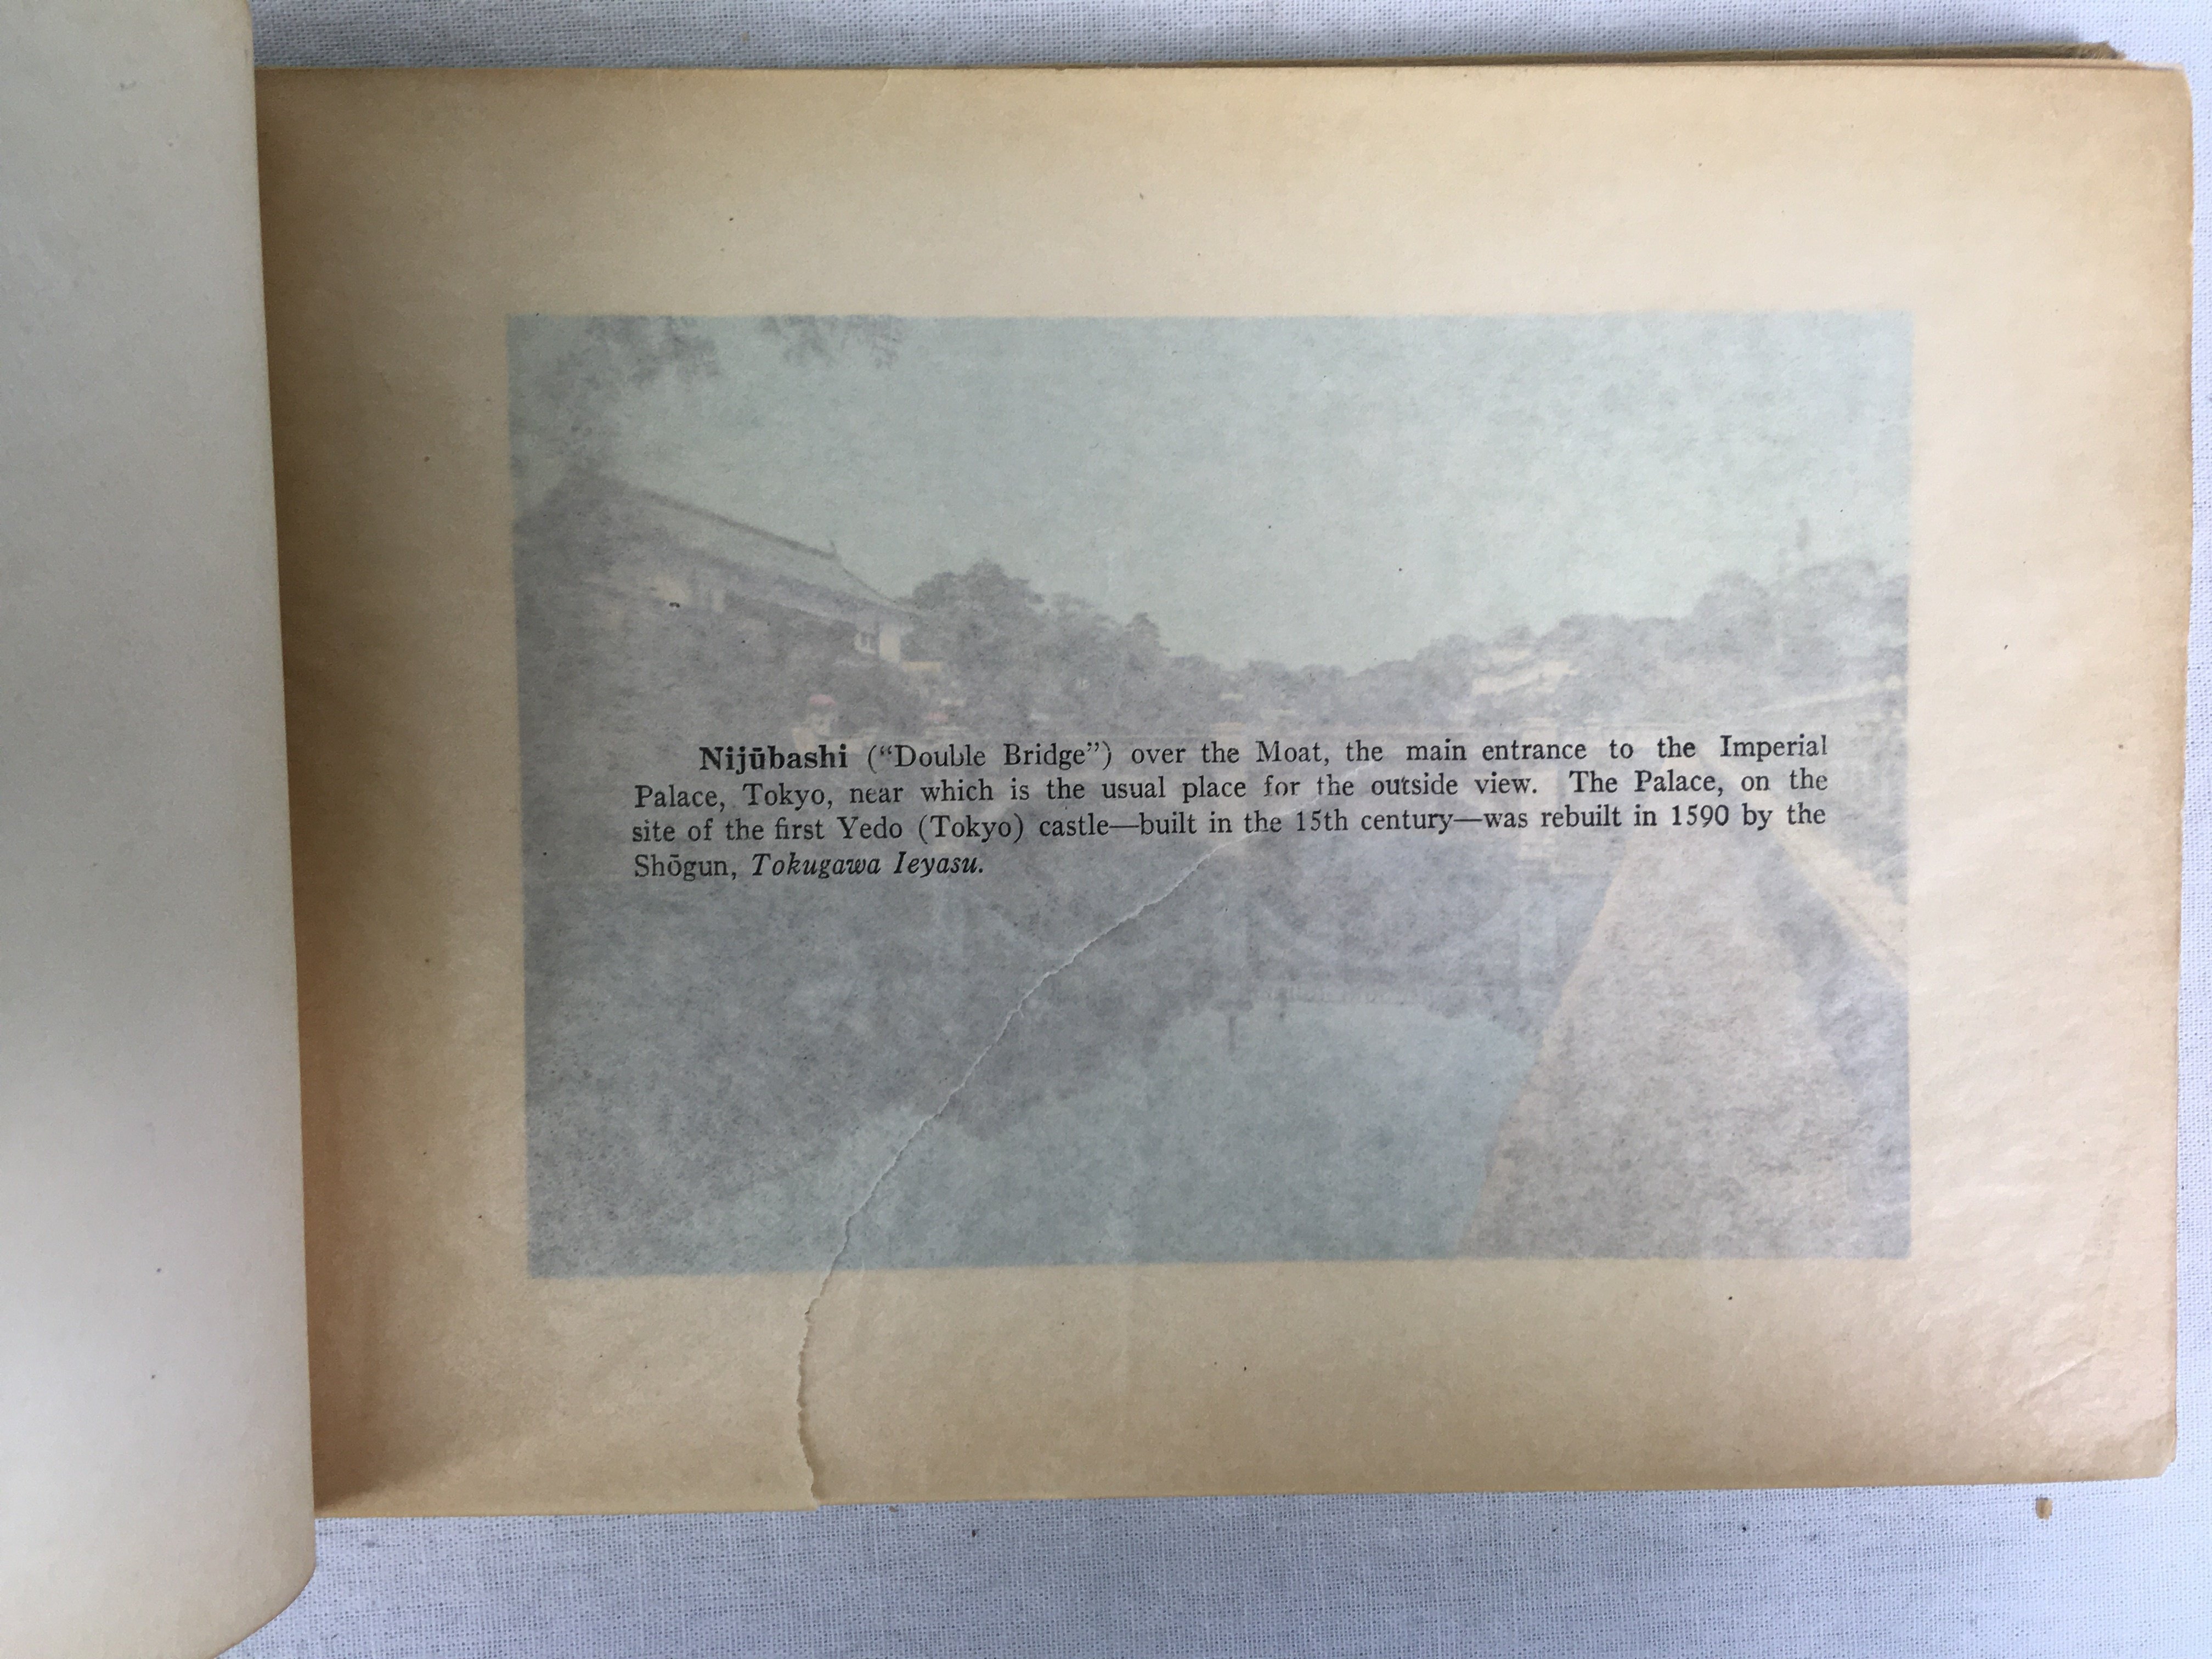 Nijūbashi (“Double Bridge”) over the Moat, the main entrance to the Imperial
Palace, Tokyo, near which is the usual place for the outside view. The Palace, on the
site of the first Yedo (Tokyo) castle—built in the 15th century—was rebuilt in 1590 by the
Shōgun, Tokugawa Ieyasu.